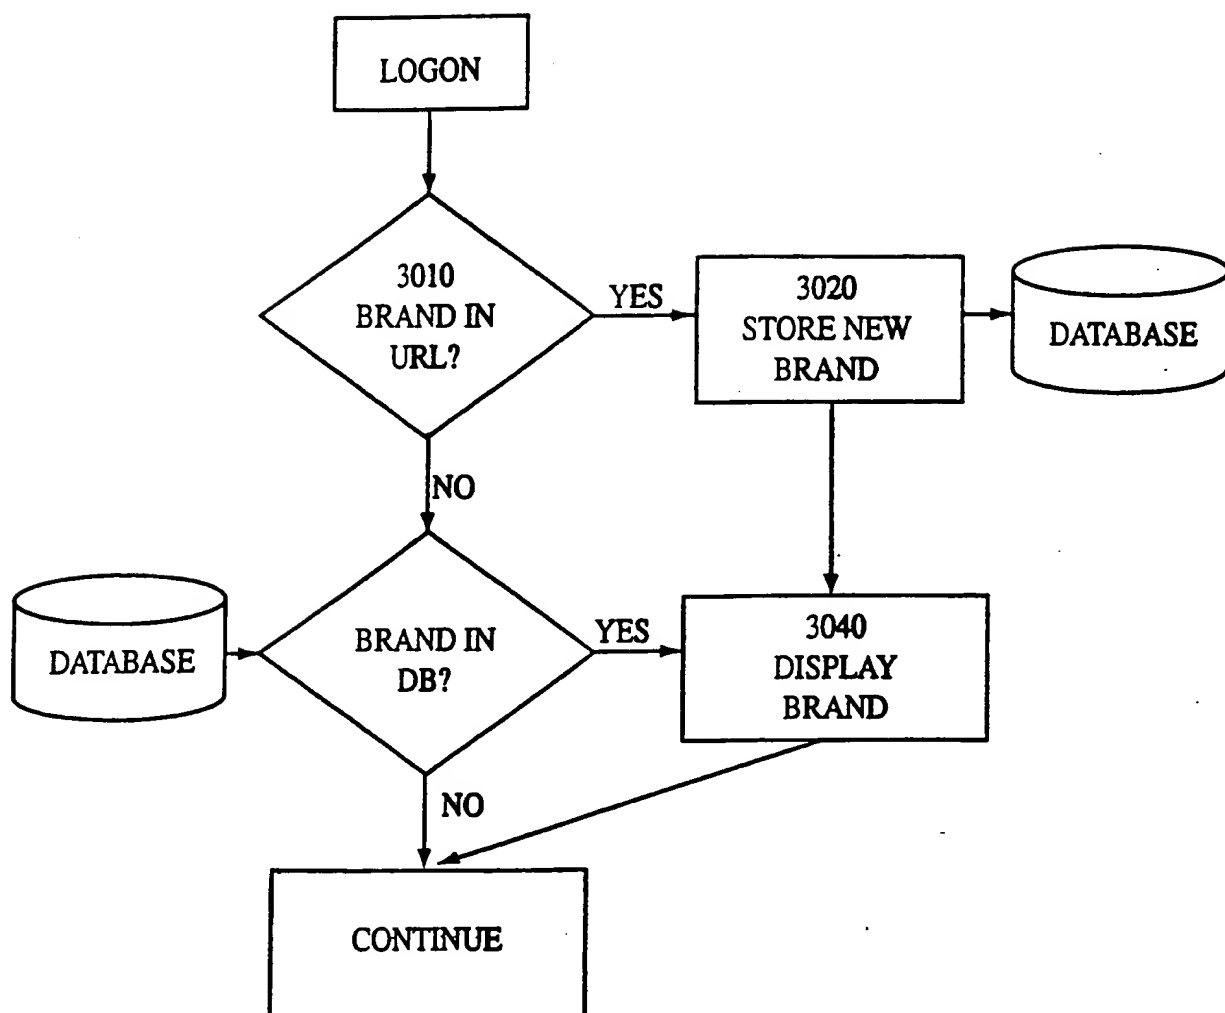 LOGON
3010
BRAND IN
URL?
YES
3020
STORE NEW
BRAND
DATABASE
NO
DATABASE
BRAND IN
DB?
YES
3040
DISPLAY
BRAND
NO
CONTINUE